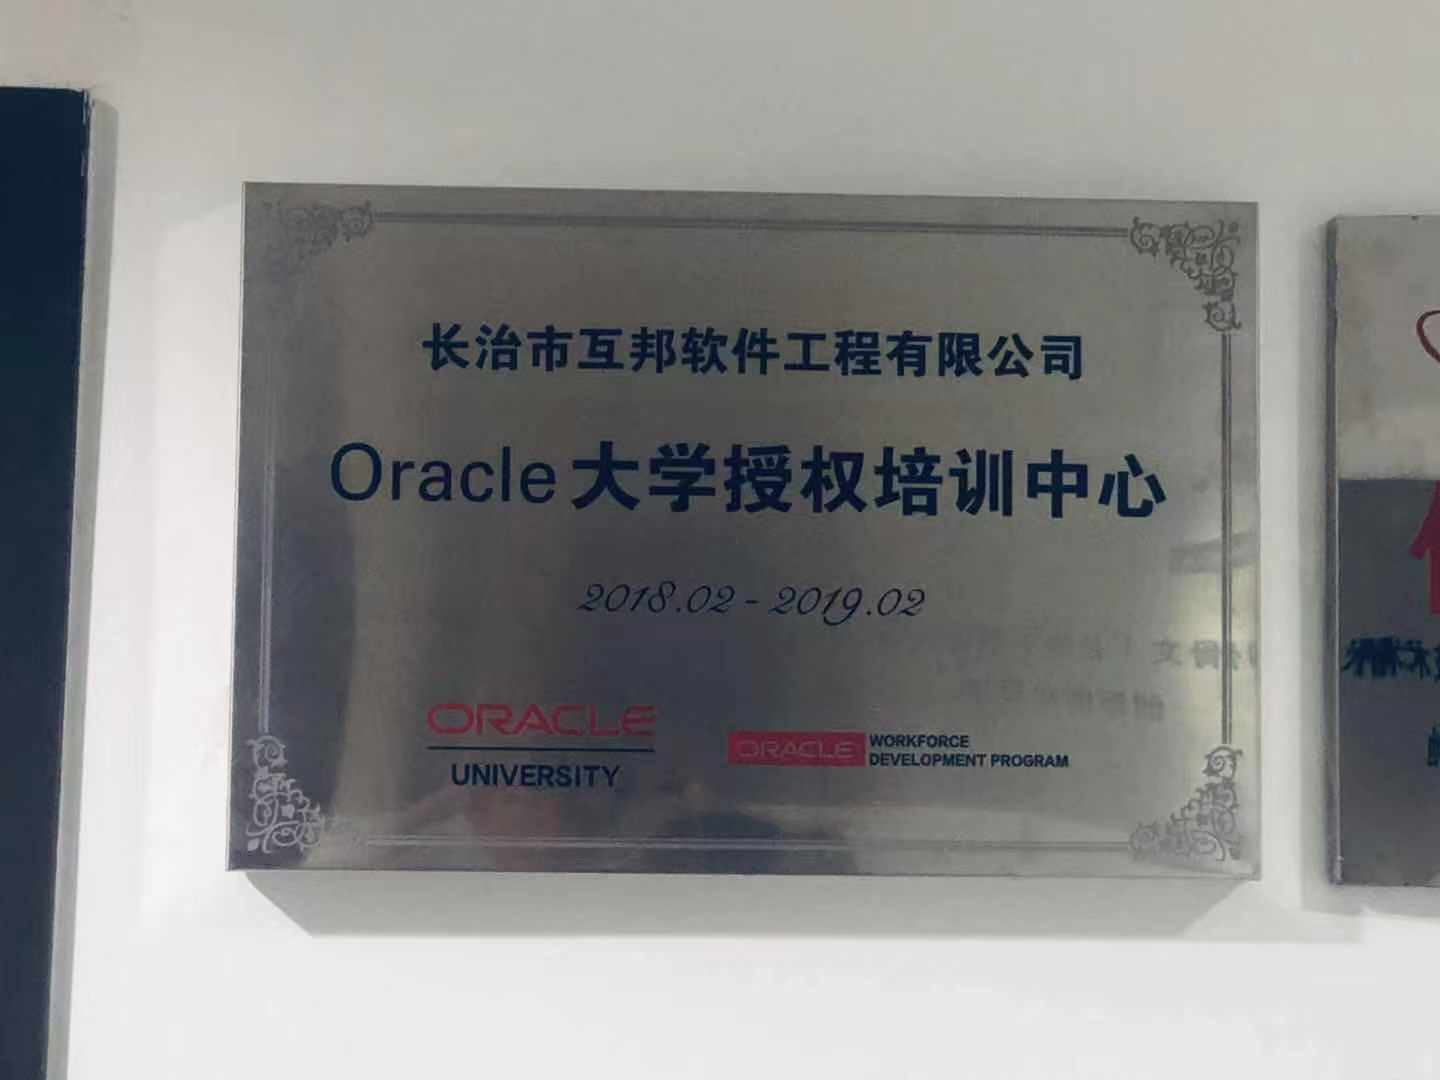 长治市互邦软件工程有限公司
Oracle大学授权培训中心
2018.02-2019.02
ORACLE
UNIVERSITY
ORACLE
WORKFORCE
DEVELOPMENT PROGRAM